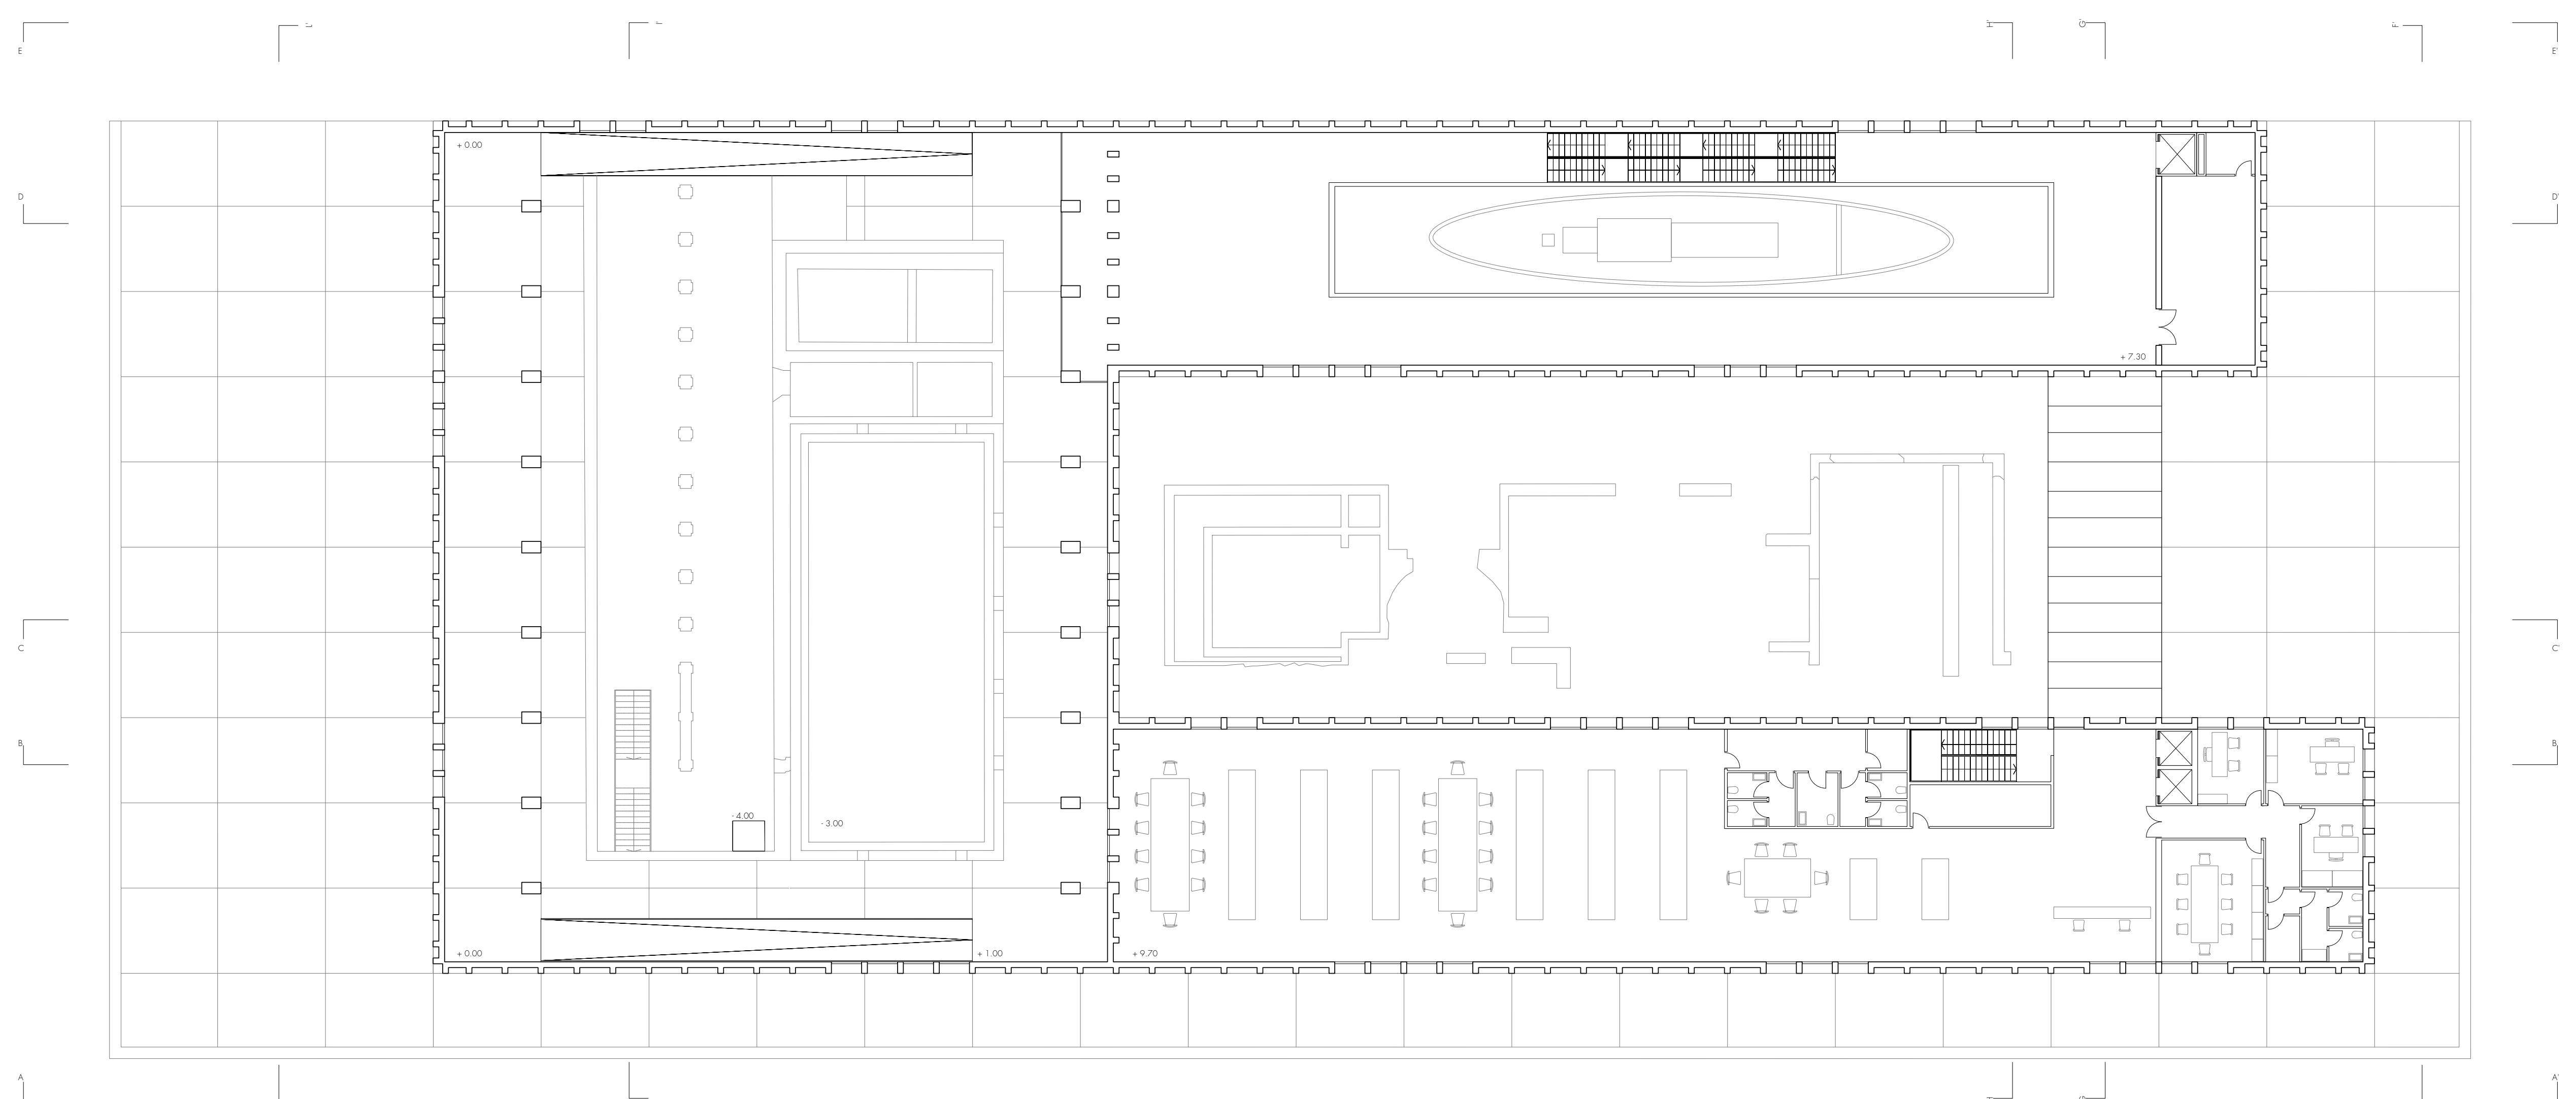 H'
G'
F'
E
E'
+ 0.00
D
D'
+ 7.30
C
C'
B
B
- 4.00
- 3.00
+ 0.00
+ 1.00
+ 9.70
A
A'